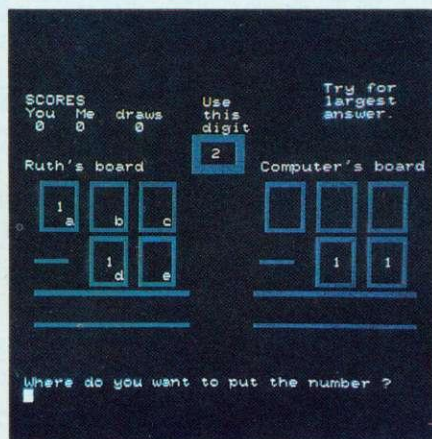 SCORES
You Me draws
0 0 0
Use
this
digit
2
Try for
largest
answer.
Ruth's board
Computer's board
1 a b c
1 d e
1 1
Where do you want to put the number ?